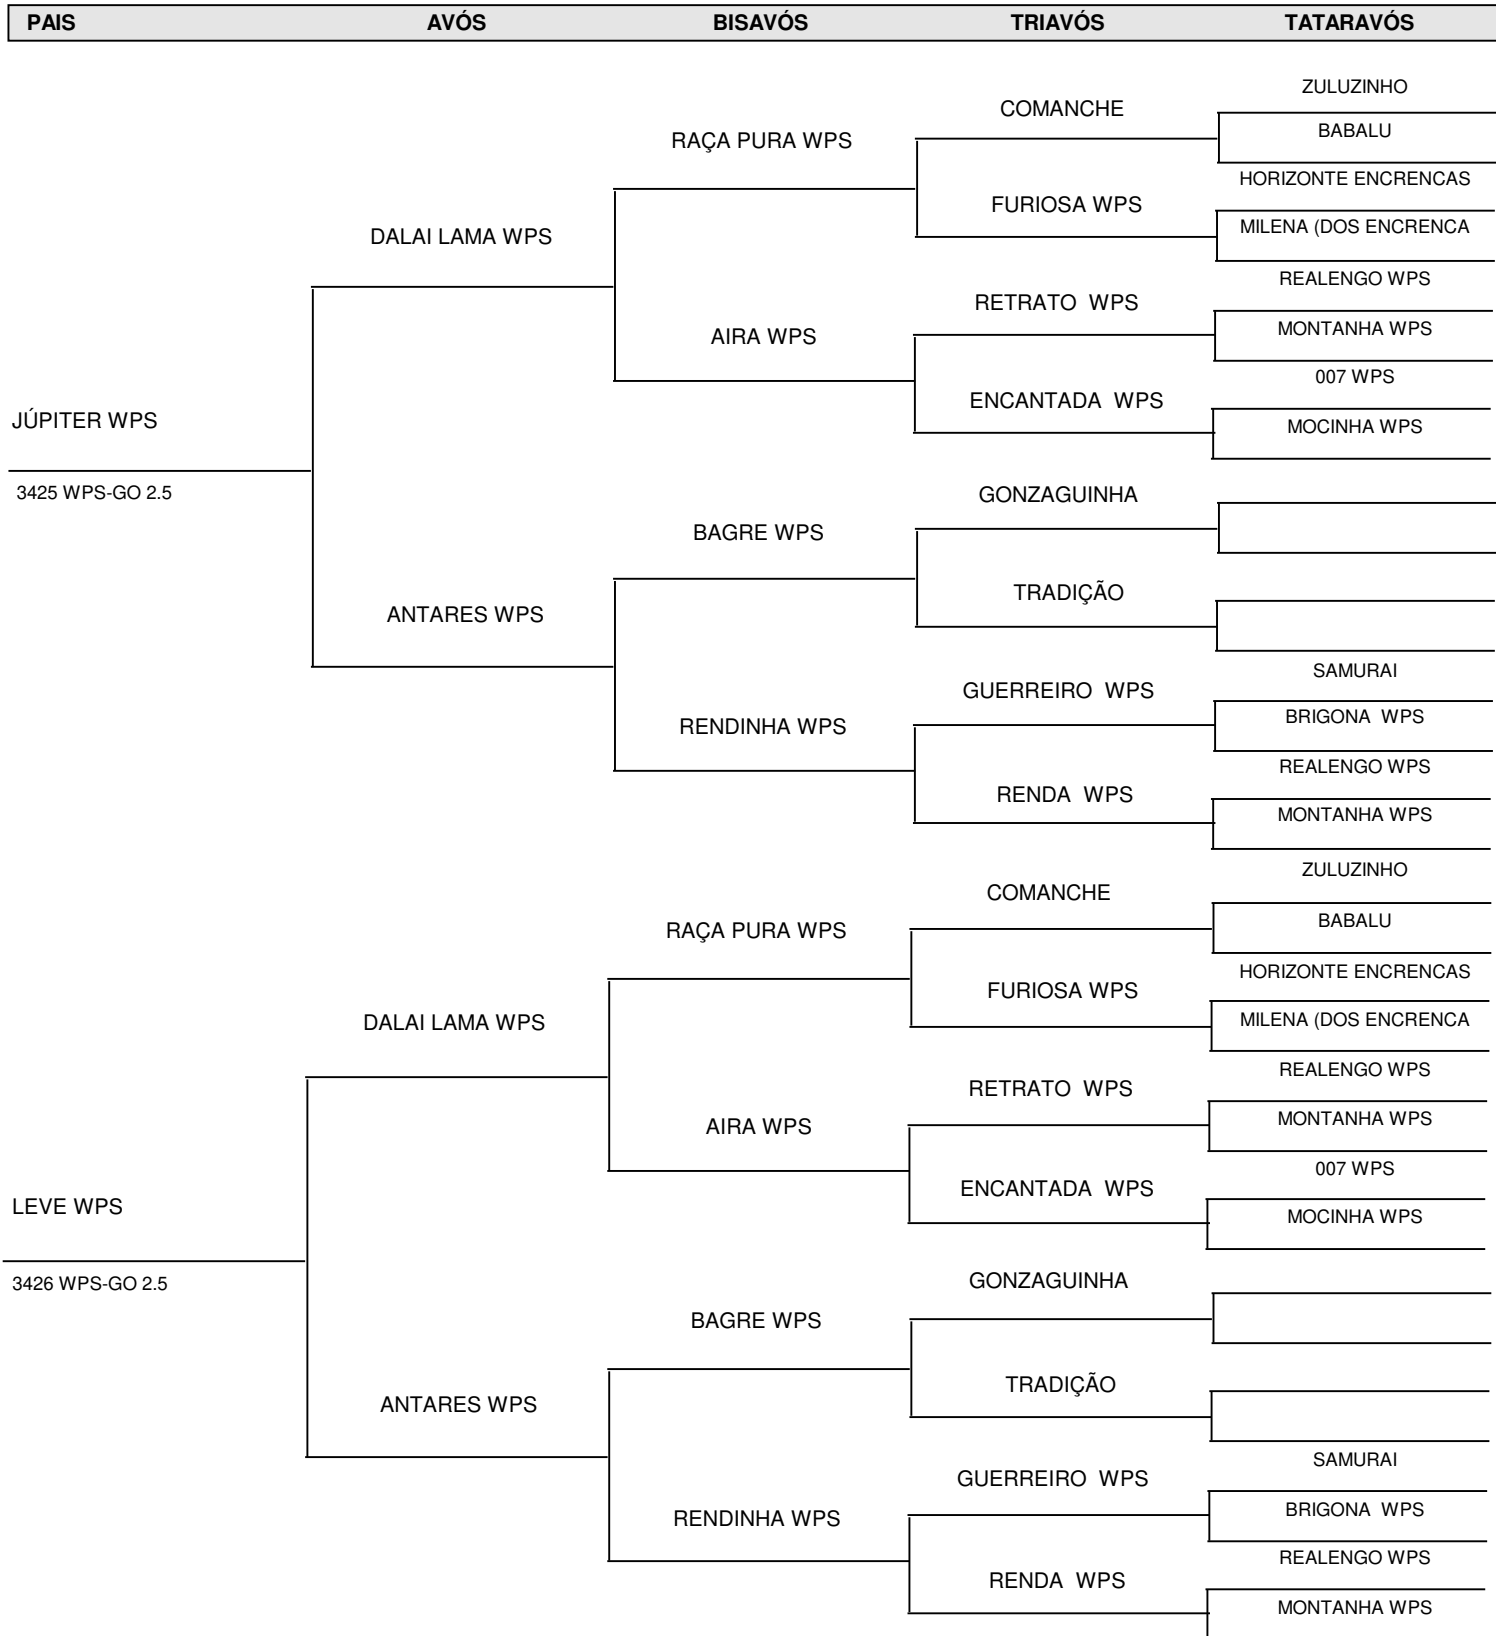 PAIS AVÓS BISAVÓS TRIAVÓS TATARAVÓS
ZULUZINHO
COMANCHE
BABALU
RAÇA PURA WPS
HORIZONTE ENCRENCAS
FURIOSA WPS
MILENA (DOS ENCRENCA
DALAI LAMA WPS
REALENGO WPS
RETRATO WPS
MONTANHA WPS
AIRA WPS
007 WPS
ENCANTADA WPS
JÚPITER WPS
MOCINHA WPS
3425 WPS-GO 2.5
GONZAGUINHA
BAGRE WPS
TRADIÇÃO
ANTARES WPS
SAMURAI
GUERREIRO WPS
BRIGONA WPS
RENDINHA WPS
REALENGO WPS
RENDA WPS
MONTANHA WPS
ZULUZINHO
COMANCHE
BABALU
RAÇA PURA WPS
HORIZONTE ENCRENCAS
FURIOSA WPS
MILENA (DOS ENCRENCA
DALAI LAMA WPS
REALENGO WPS
RETRATO WPS
MONTANHA WPS
AIRA WPS
007 WPS
ENCANTADA WPS
LEVE WPS
MOCINHA WPS
3426 WPS-GO 2.5
GONZAGUINHA
BAGRE WPS
TRADIÇÃO
ANTARES WPS
SAMURAI
GUERREIRO WPS
BRIGONA WPS
RENDINHA WPS
REALENGO WPS
RENDA WPS
MONTANHA WPS